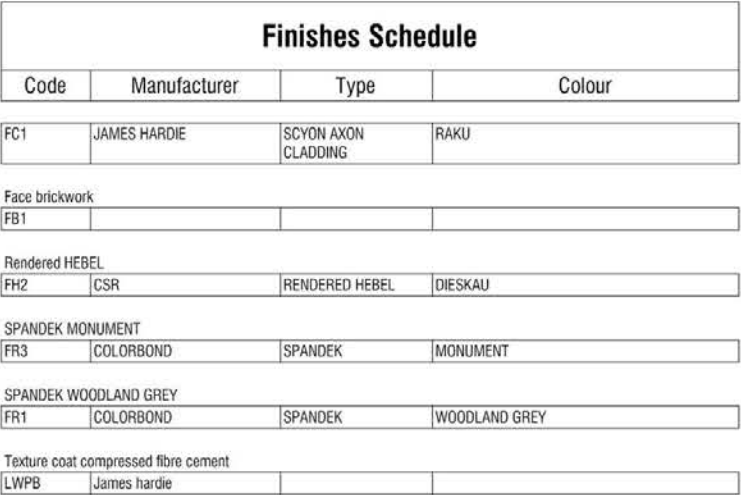 Finishes Schedule
Code Manufacturer Type Colour
FC1 JAMES HARDIE SCYON AXON RAKU
CLADDING
Face brickwork
FB1
Rendered HEBEL
FH2 CSR RENDERED HEBEL DIESKAU
SPANDEK MONUMENT
FR3 COLORBOND SPANDEK MONUMENT
SPANDEK WOODLAND GREY
FR1 COLORBOND SPANDEK WOODLAND GREY
Texture coat compressed fibre cement
LWPB James hardie